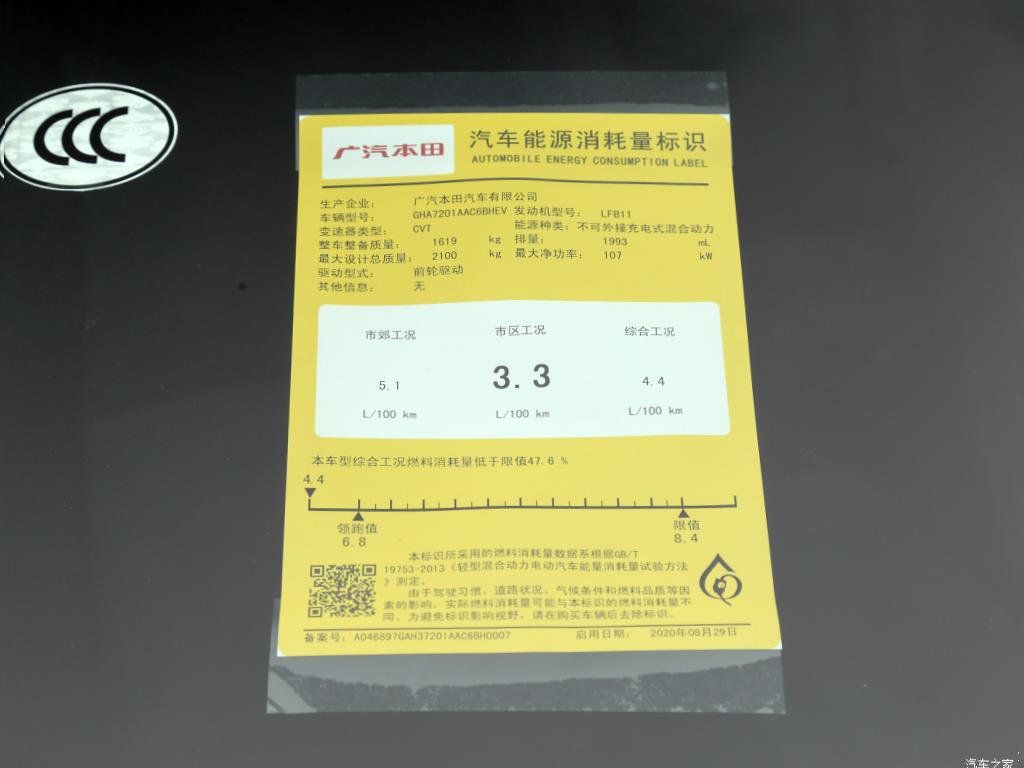 CCC
广汽本田
汽车能源消耗量标识
AUTOMOBILE ENERGY CONSUMPTION LABEL
生产企业： 广汽本田汽车有限公司
车辆型号： GHA7201AAC6BHEV 发动机型号： LFB11
变速器类型： CVT 能源种类：不可外接充电式混合动力
整车整备质量： 1619 kg 排量： 1993 mL
最大设计总质量： 2100 kg 最大净功率： 107 kW
驱动型式： 前轮驱动
其他信息： 无
市郊工况 市区工况 综合工况
5.1 3.3 4.4
L/100 km L/100 km L/100 km
本车型综合工况燃料消耗量低于限值47.6 %
4.4
领跑值 限值
6.8 8.4
本标识所采用的燃料消耗量数据系根据GB/T
19753-2013《轻型混合动力电动汽车能量消耗量试验方法
》测定。
由于驾驶习惯、道路状况、气候条件和燃料品质等因
素的影响，实际燃料消耗量可能与本标识的燃料消耗量不
同。为避免标识影响视野，请在购买车辆后去除标识。
备案号：A046897GAH37201AAC6BH0007 启用日期： 2020年08月29日
汽车之家